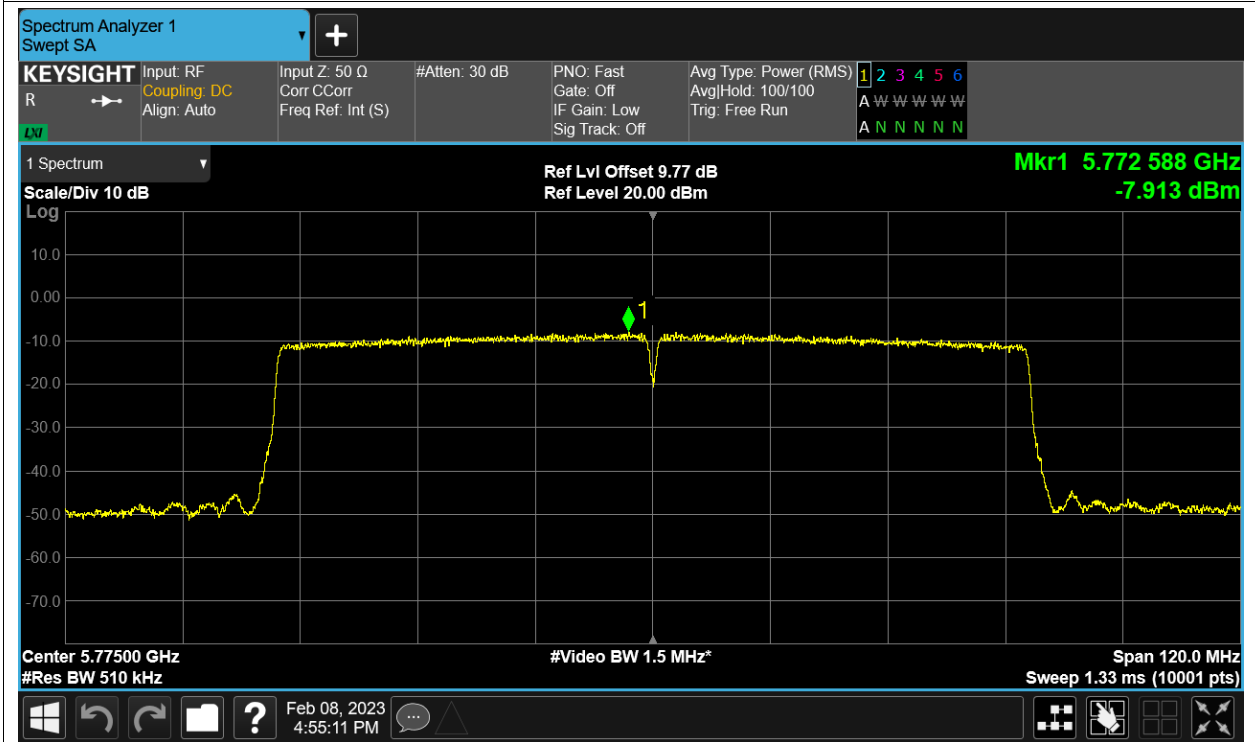 Spectrum Analyzer 1
Swept SA
+
KEYSIGHT
R
LXI
Input: RF
Coupling: DC
Align: Auto
Input Z: 50 Ω
Corr CCorr
Freq Ref: Int (S)
#Atten: 30 dB
PNO: Fast
Gate: Off
IF Gain: Low
Sig Track: Off
Avg Type: Power (RMS)
Avg|Hold: 100/100
Trig: Free Run
1 2 3 4 5 6
A W W W W W
A N N N N N
1 Spectrum
Scale/Div 10 dB
Log
Ref Lvl Offset 9.77 dB
Ref Level 20.00 dBm
Mkr1 5.772 588 GHz
-7.913 dBm
10.0
0.00
-10.0
-20.0
-30.0
-40.0
-50.0
-60.0
-70.0
1
Center 5.77500 GHz
#Res BW 510 kHz
#Video BW 1.5 MHz*
Span 120.0 MHz
Sweep 1.33 ms (10001 pts)
?
Feb 08, 2023
4:55:11 PM